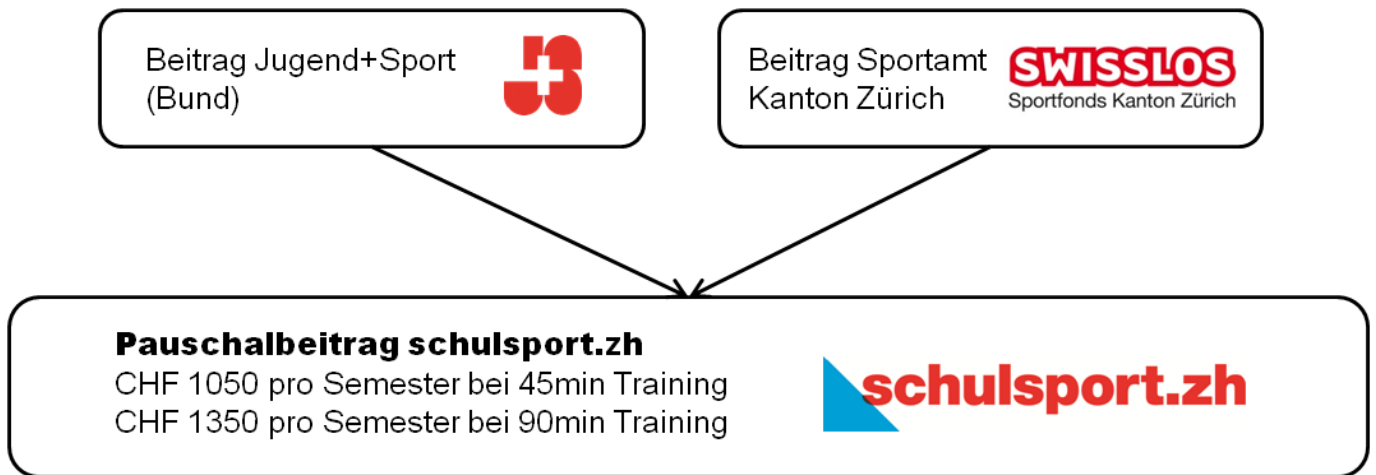 Beitrag Jugend+Sport
(Bund)
J+S
Beitrag Sportamt
Kanton Zürich
SWISSLOS
Sportfonds Kanton Zürich
Pauschalbeitrag schulsport.zh
CHF 1050 pro Semester bei 45min Training
CHF 1350 pro Semester bei 90min Training
schulsport.zh